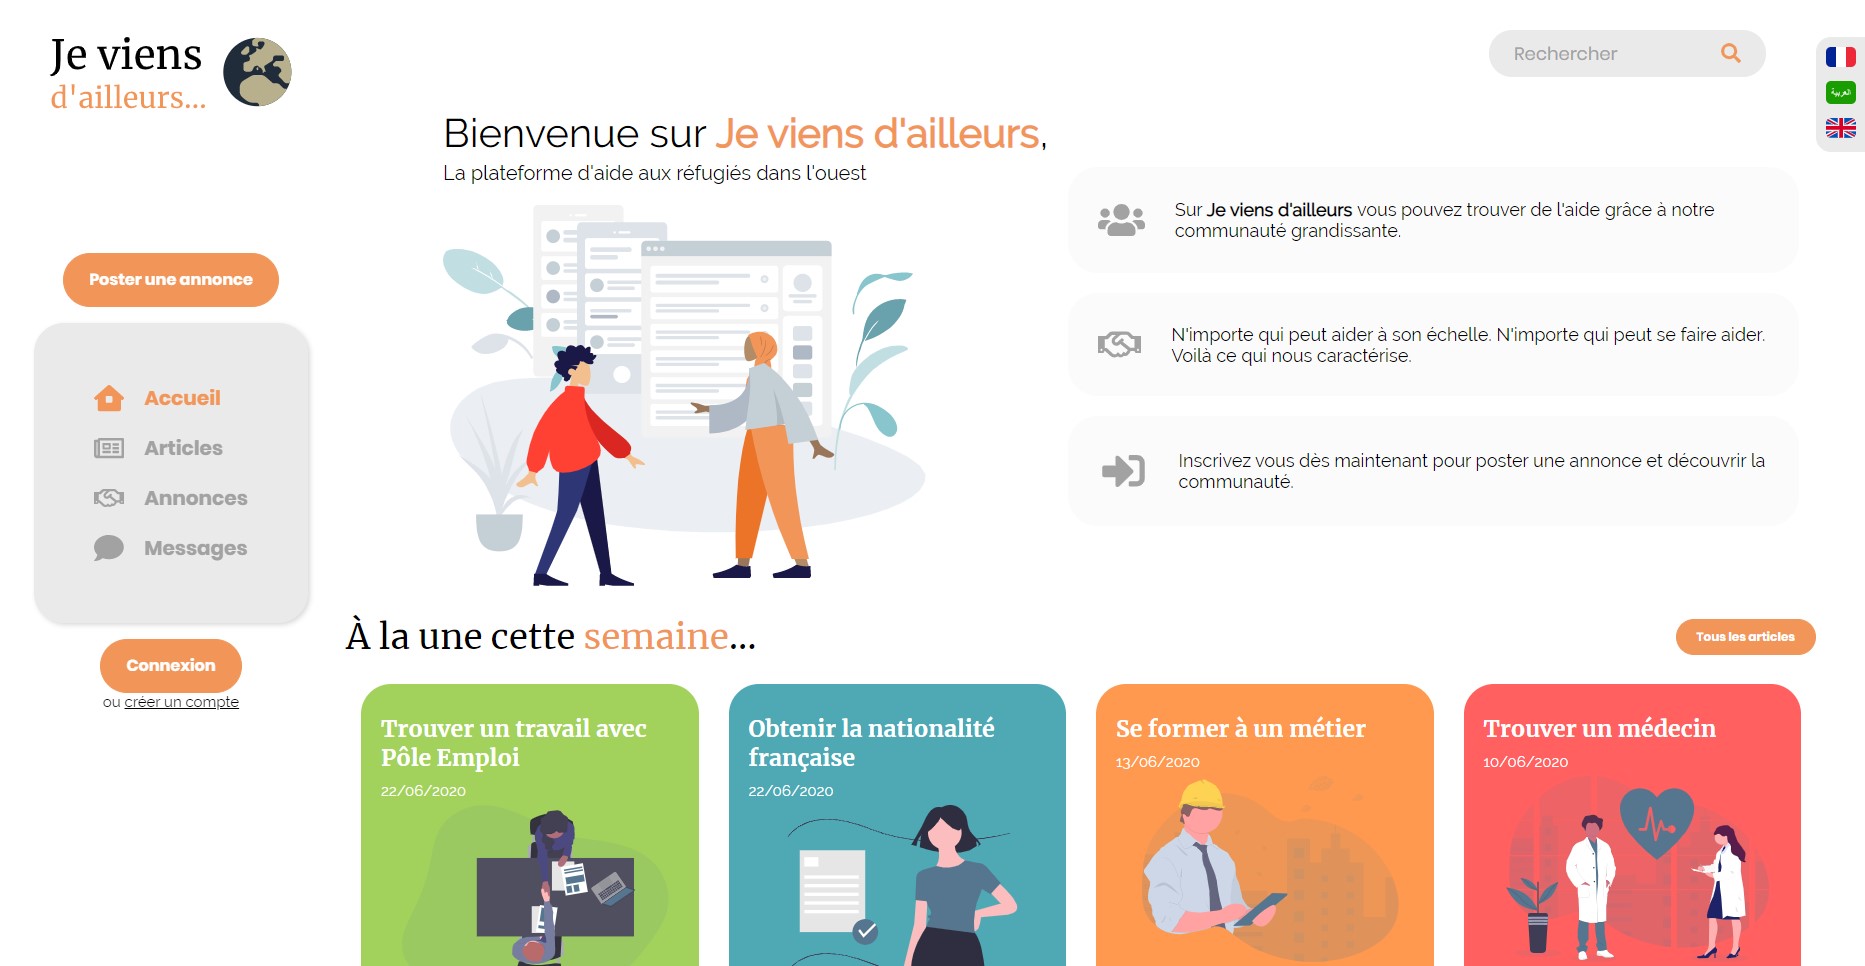 Je viens
d'ailleurs...
Rechercher
العربية
Bienvenue sur Je viens d'ailleurs,
La plateforme d'aide aux réfugiés dans l'ouest
Sur Je viens d'ailleurs vous pouvez trouver de l'aide grâce à notre
communauté grandissante.
N'importe qui peut aider à son échelle. N'importe qui peut se faire aider.
Voilà ce qui nous caractérise.
Inscrivez vous dès maintenant pour poster une annonce et découvrir la
communauté.
Poster une annonce
Accueil
Articles
Annonces
Messages
Connexion
ou créer un compte
À la une cette semaine...
Tous les articles
Trouver un travail avec
Pôle Emploi
22/06/2020
Obtenir la nationalité
française
22/06/2020
Se former à un métier
13/06/2020
Trouver un médecin
10/06/2020